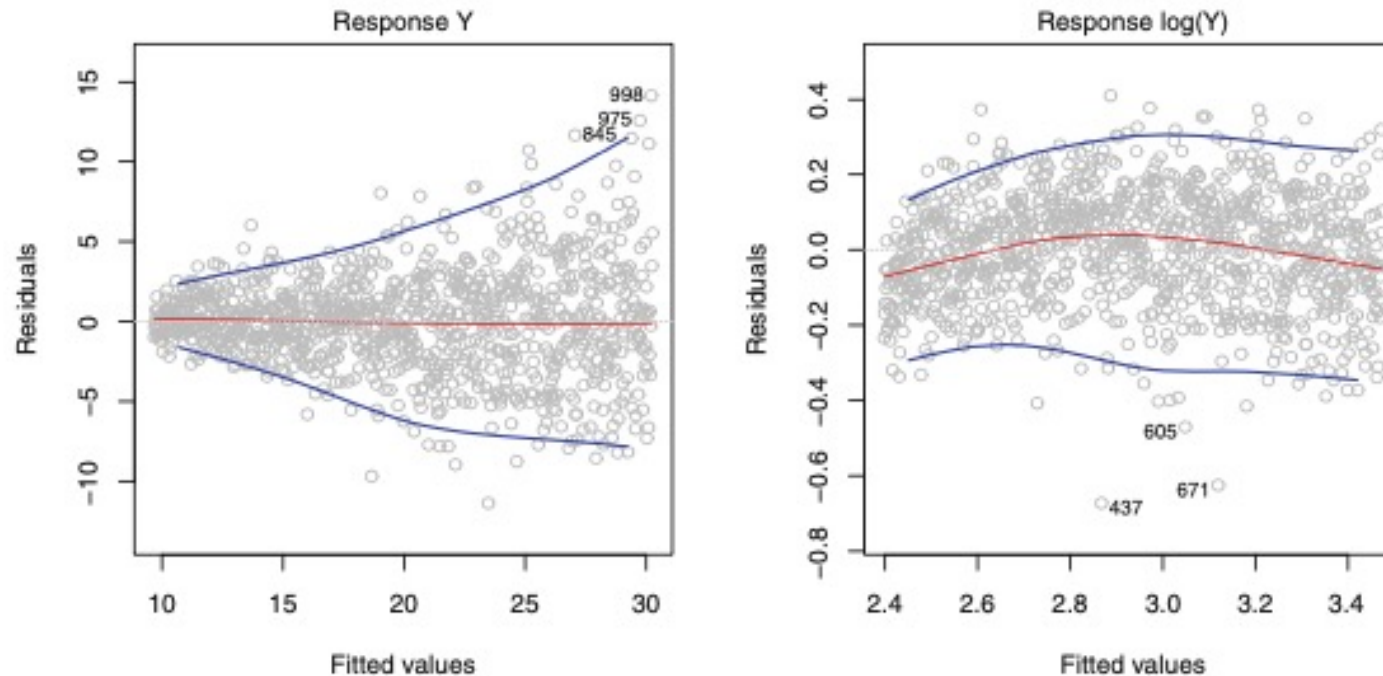 Response Y
Residuals
15
10
5
0
−5
−10
998
975
845
10 15 20 25 30
Fitted values
Response log(Y)
Residuals
0.4
0.2
0.0
−0.2
−0.4
−0.6
−0.8
605
671
437
2.4 2.6 2.8 3.0 3.2 3.4
Fitted values